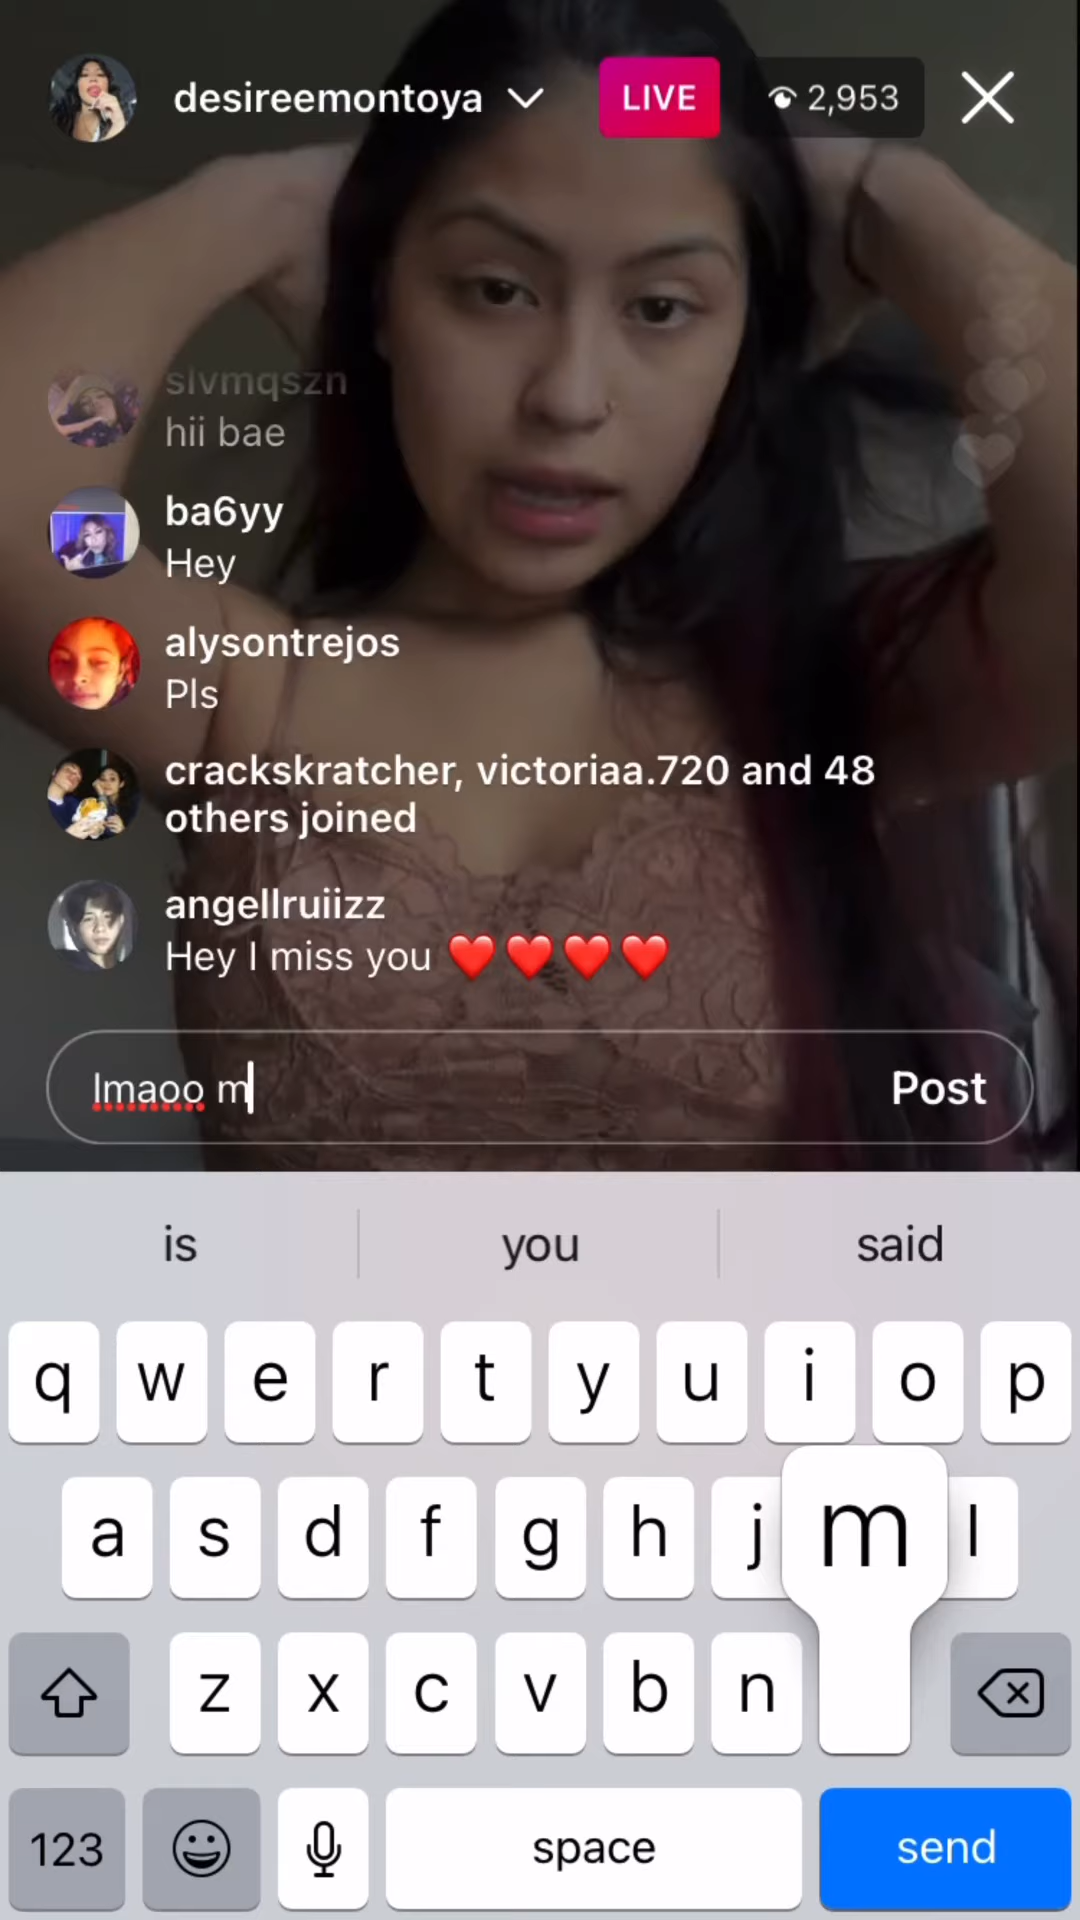 desireemontoya
LIVE
2,953
slvmqszn
hii bae
ba6yy
Hey
alysontrejos
Pls
crackskratcher, victoriaa.720 and 48
others joined
angellruiizz
Hey I miss you ❤️❤️❤️❤️
lmaoo m
Post
is you said
q w e r t y u i o p
a s d f g h j m l
z x c v b n
123 space send